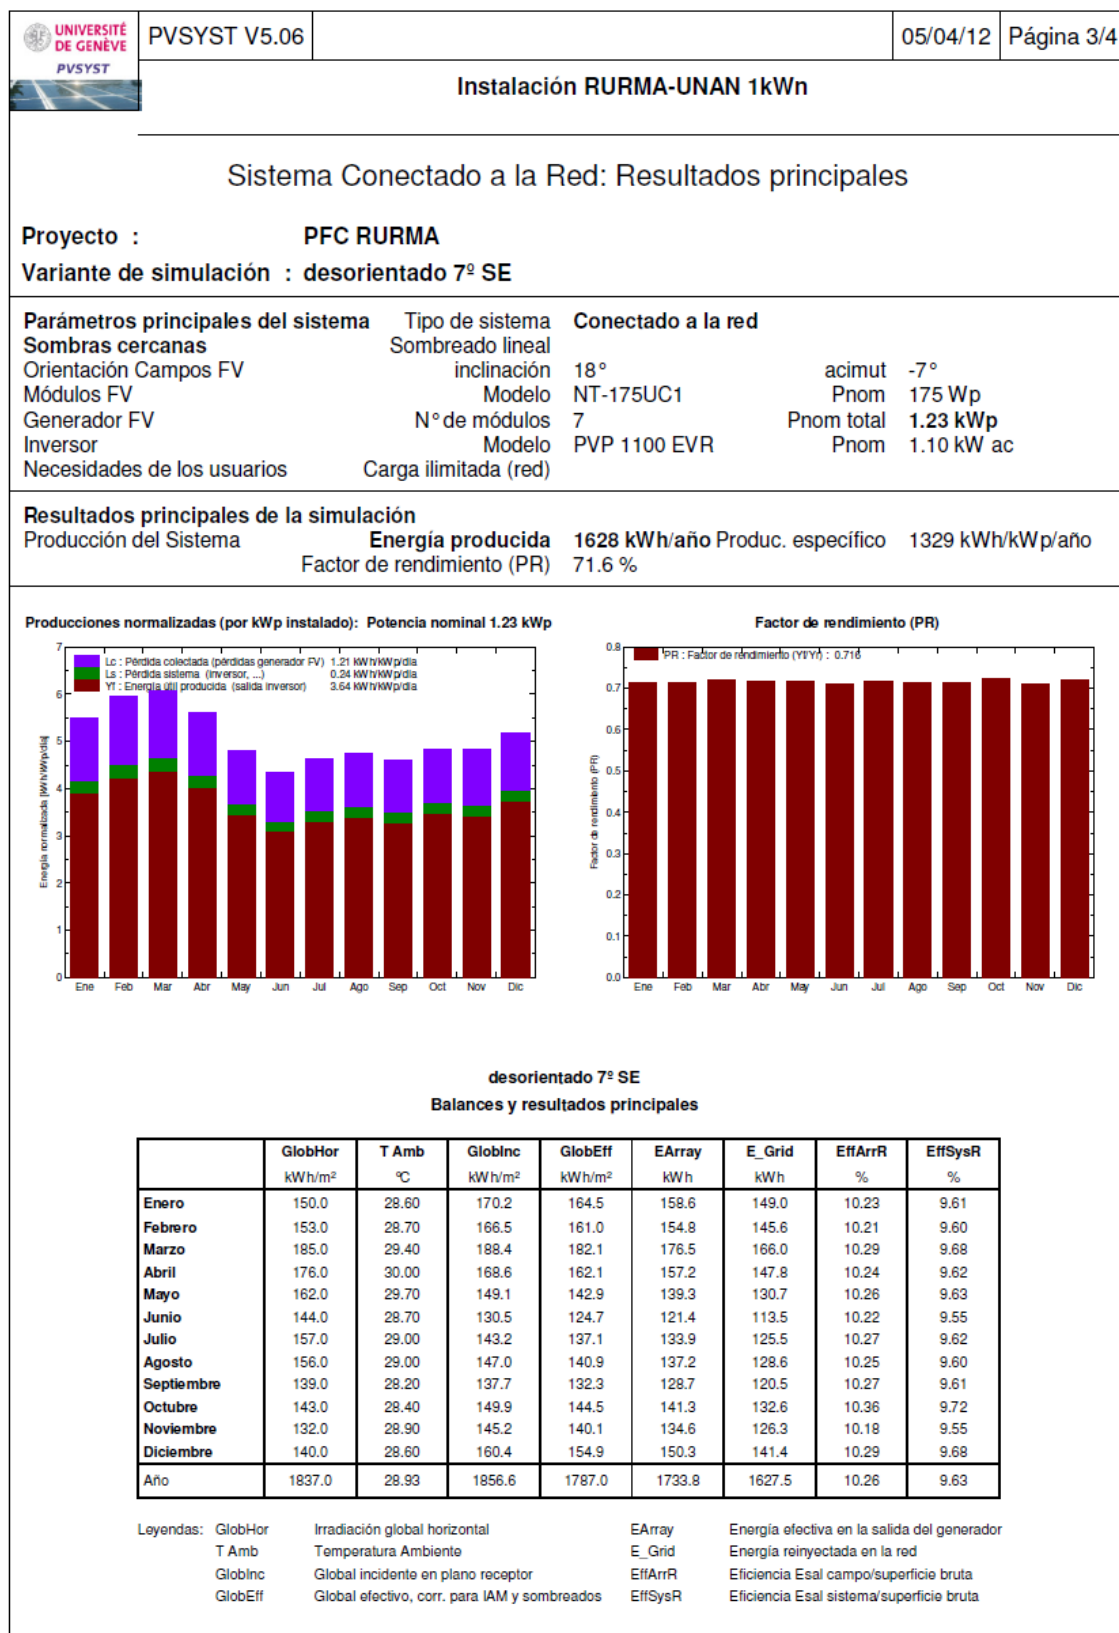 UNIVERSITÉ
DE GENÈVE
PVSYST
PVSYST V5.06
05/04/12
Página 3/4
Instalación RURMA-UNAN 1kWn
Sistema Conectado a la Red: Resultados principales
Proyecto : PFC RURMA
Variante de simulación : desorientado 7º SE
Parámetros principales del sistema Tipo de sistema Conectado a la red
Sombras cercanas Sombreado lineal
Orientación Campos FV inclinación 18° acimut -7°
Módulos FV Modelo NT-175UC1 Pnom 175 Wp
Generador FV N° de módulos 7 Pnom total 1.23 kWp
Inversor Modelo PVP 1100 EVR Pnom 1.10 kW ac
Necesidades de los usuarios Carga ilimitada (red)
Resultados principales de la simulación
Producción del Sistema Energía producida 1628 kWh/año Produc. específico 1329 kWh/kWp/año
Factor de rendimiento (PR) 71.6 %
Producciones normalizadas (por kWp instalado): Potencia nominal 1.23 kWp
Lc : Pérdida colectada (pérdidas generador FV) 1.21 kWh/kWp/día
Ls : Pérdida sistema (inversor, ...) 0.24 kWh/kWp/día
Yf : Energía útil producida (salida inversor) 3.64 kWh/kWp/día
Energía normalizada [kWh/kWp/día]
7
6
5
4
3
2
1
0
Ene Feb Mar Abr May Jun Jul Ago Sep Oct Nov Dic
Factor de rendimiento (PR)
PR : Factor de rendimiento (Yf/Yr) : 0.716
Factor de rendimiento (PR)
0.8
0.7
0.6
0.5
0.4
0.3
0.2
0.1
0.0
Ene Feb Mar Abr May Jun Jul Ago Sep Oct Nov Dic
desorientado 7º SE
Balances y resultados principales
GlobHor T Amb GlobInc GlobEff EArray E_Grid EffArrR EffSysR
kWh/m² ºC kWh/m² kWh/m² kWh kWh % %
Enero 150.0 28.60 170.2 164.5 158.6 149.0 10.23 9.61
Febrero 153.0 28.70 166.5 161.0 154.8 145.6 10.21 9.60
Marzo 185.0 29.40 188.4 182.1 176.5 166.0 10.29 9.68
Abril 176.0 30.00 168.6 162.1 157.2 147.8 10.24 9.62
Mayo 162.0 29.70 149.1 142.9 139.3 130.7 10.26 9.63
Junio 144.0 28.70 130.5 124.7 121.4 113.5 10.22 9.55
Julio 157.0 29.00 143.2 137.1 133.9 125.5 10.27 9.62
Agosto 156.0 29.00 147.0 140.9 137.2 128.6 10.25 9.60
Septiembre 139.0 28.20 137.7 132.3 128.7 120.5 10.27 9.61
Octubre 143.0 28.40 149.9 144.5 141.3 132.6 10.36 9.72
Noviembre 132.0 28.90 145.2 140.1 134.6 126.3 10.18 9.55
Diciembre 140.0 28.60 160.4 154.9 150.3 141.4 10.29 9.68
Año 1837.0 28.93 1856.6 1787.0 1733.8 1627.5 10.26 9.63
Leyendas: GlobHor Irradiación global horizontal EArray Energía efectiva en la salida del generador
T Amb Temperatura Ambiente E_Grid Energía reinyectada en la red
GlobInc Global incidente en plano receptor EffArrR Eficiencia Esal campo/superficie bruta
GlobEff Global efectivo, corr. para IAM y sombreados EffSysR Eficiencia Esal sistema/superficie bruta